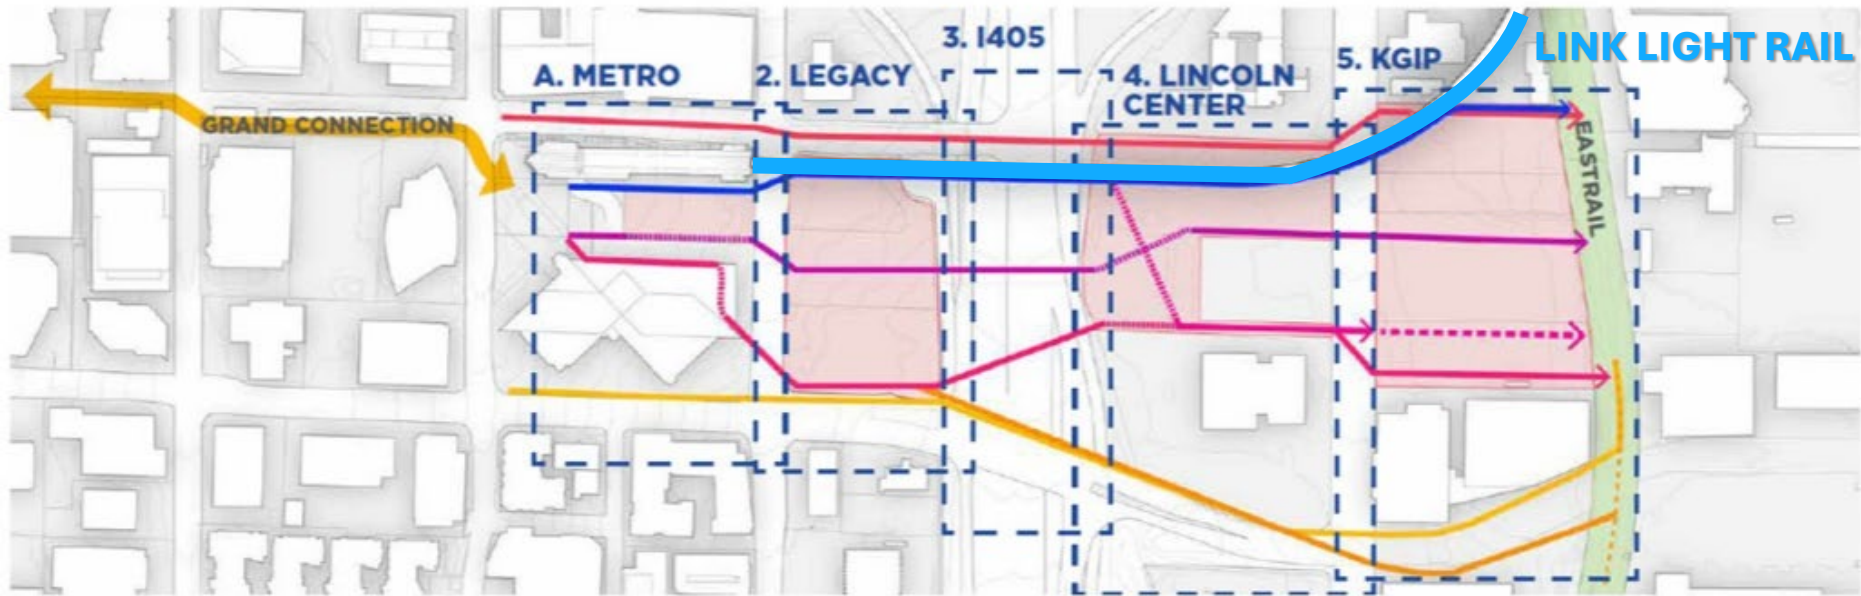 3. I405
LINK LIGHT RAIL
A. METRO
2. LEGACY
4. LINCOLN
CENTER
5. KGIP
GRAND CONNECTION
EASTRAIL